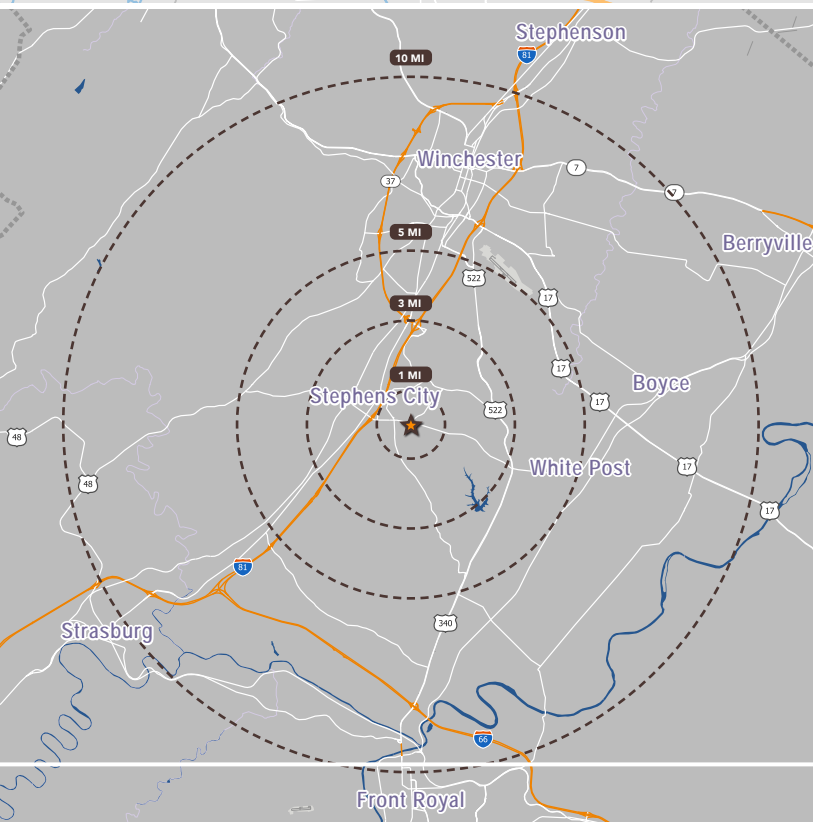 Stephenson
81
10 MI
Winchester
7
37
7
5 MI
Berryville
522
17
3 MI
17
1 MI
Boyce
Stephens City
17
522
48
White Post
17
48
17
81
340
Strasburg
66
Front Royal